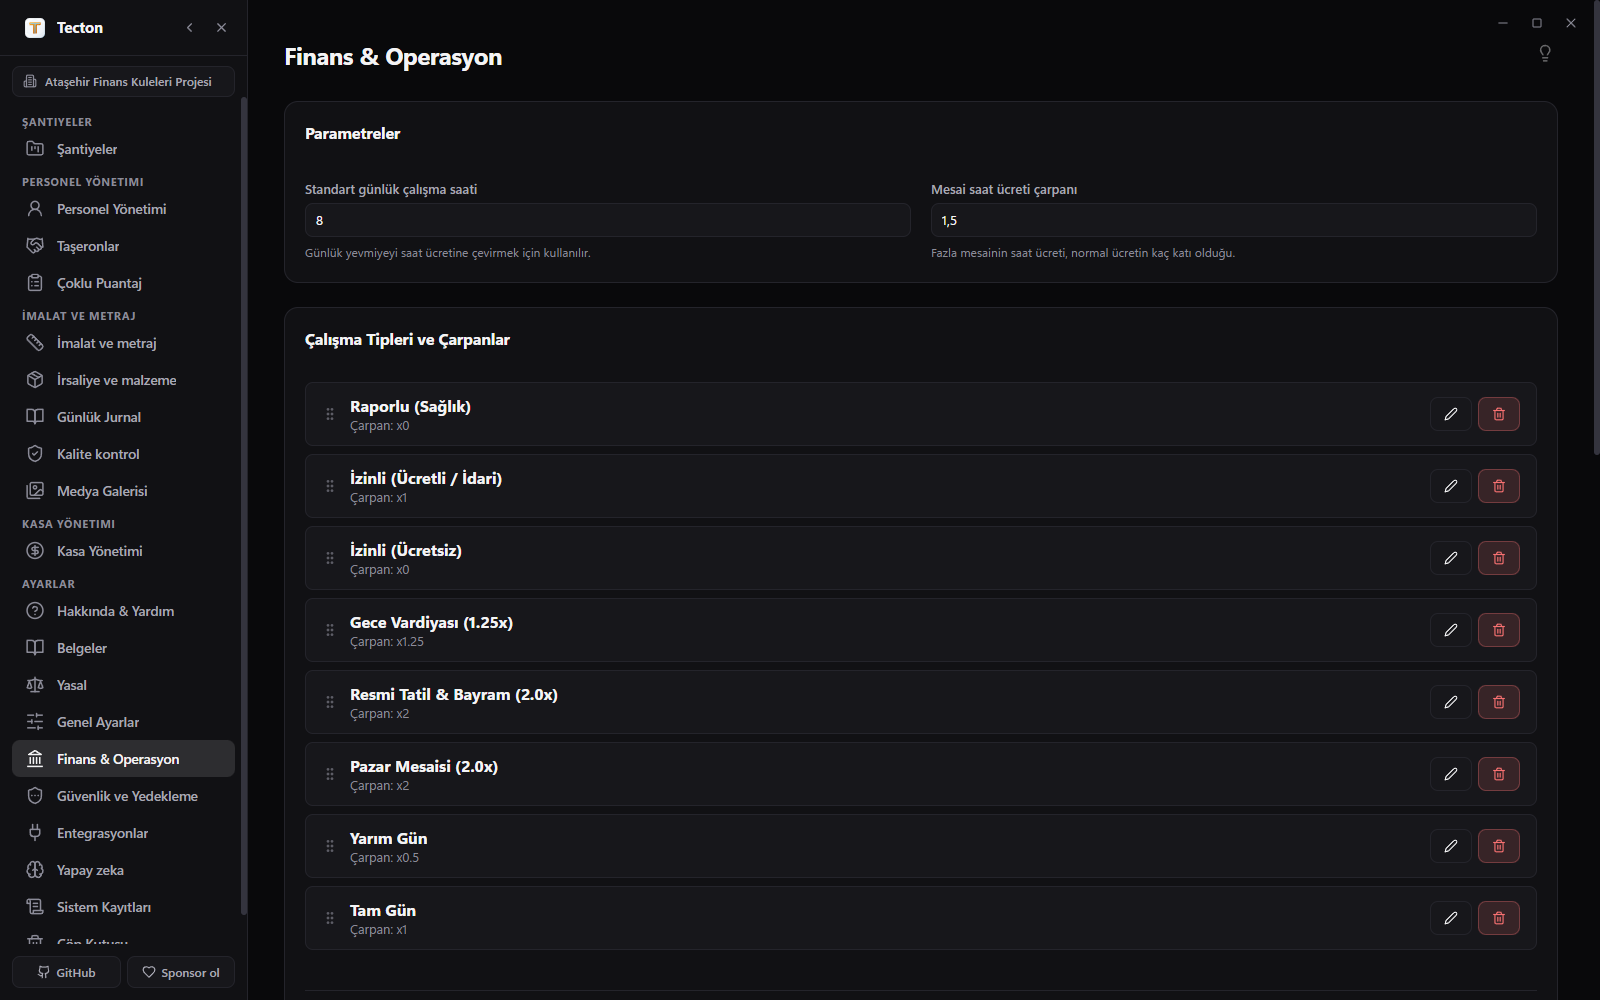 Tecton
Ataşehir Finans Kuleleri Projesi
ŞANTIYELER
Şantiyeler
PERSONEL YÖNETIMI
Personel Yönetimi
Taşeronlar
Çoklu Puantaj
İMALAT VE METRAJ
İmalat ve metraj
İrsaliye ve malzeme
Günlük Jurnal
Kalite kontrol
Medya Galerisi
KASA YÖNETIMI
Kasa Yönetimi
AYARLAR
Hakkında & Yardım
Belgeler
Yasal
Genel Ayarlar
Finans & Operasyon
Güvenlik ve Yedekleme
Entegrasyonlar
Yapay zeka
Sistem Kayıtları
Çöp Kutusu
GitHub
Sponsor ol
Finans & Operasyon
Parametreler
Standart günlük çalışma saati
8
Günlük yevmiyeyi saat ücretine çevirmek için kullanılır.
Mesai saat ücreti çarpanı
1,5
Fazla mesainin saat ücreti, normal ücretin kaç katı olduğu.
Çalışma Tipleri ve Çarpanlar
Raporlu (Sağlık)
Çarpan: x0
İzinli (Ücretli / İdari)
Çarpan: x1
İzinli (Ücretsiz)
Çarpan: x0
Gece Vardiyası (1.25x)
Çarpan: x1.25
Resmi Tatil & Bayram (2.0x)
Çarpan: x2
Pazar Mesaisi (2.0x)
Çarpan: x2
Yarım Gün
Çarpan: x0.5
Tam Gün
Çarpan: x1